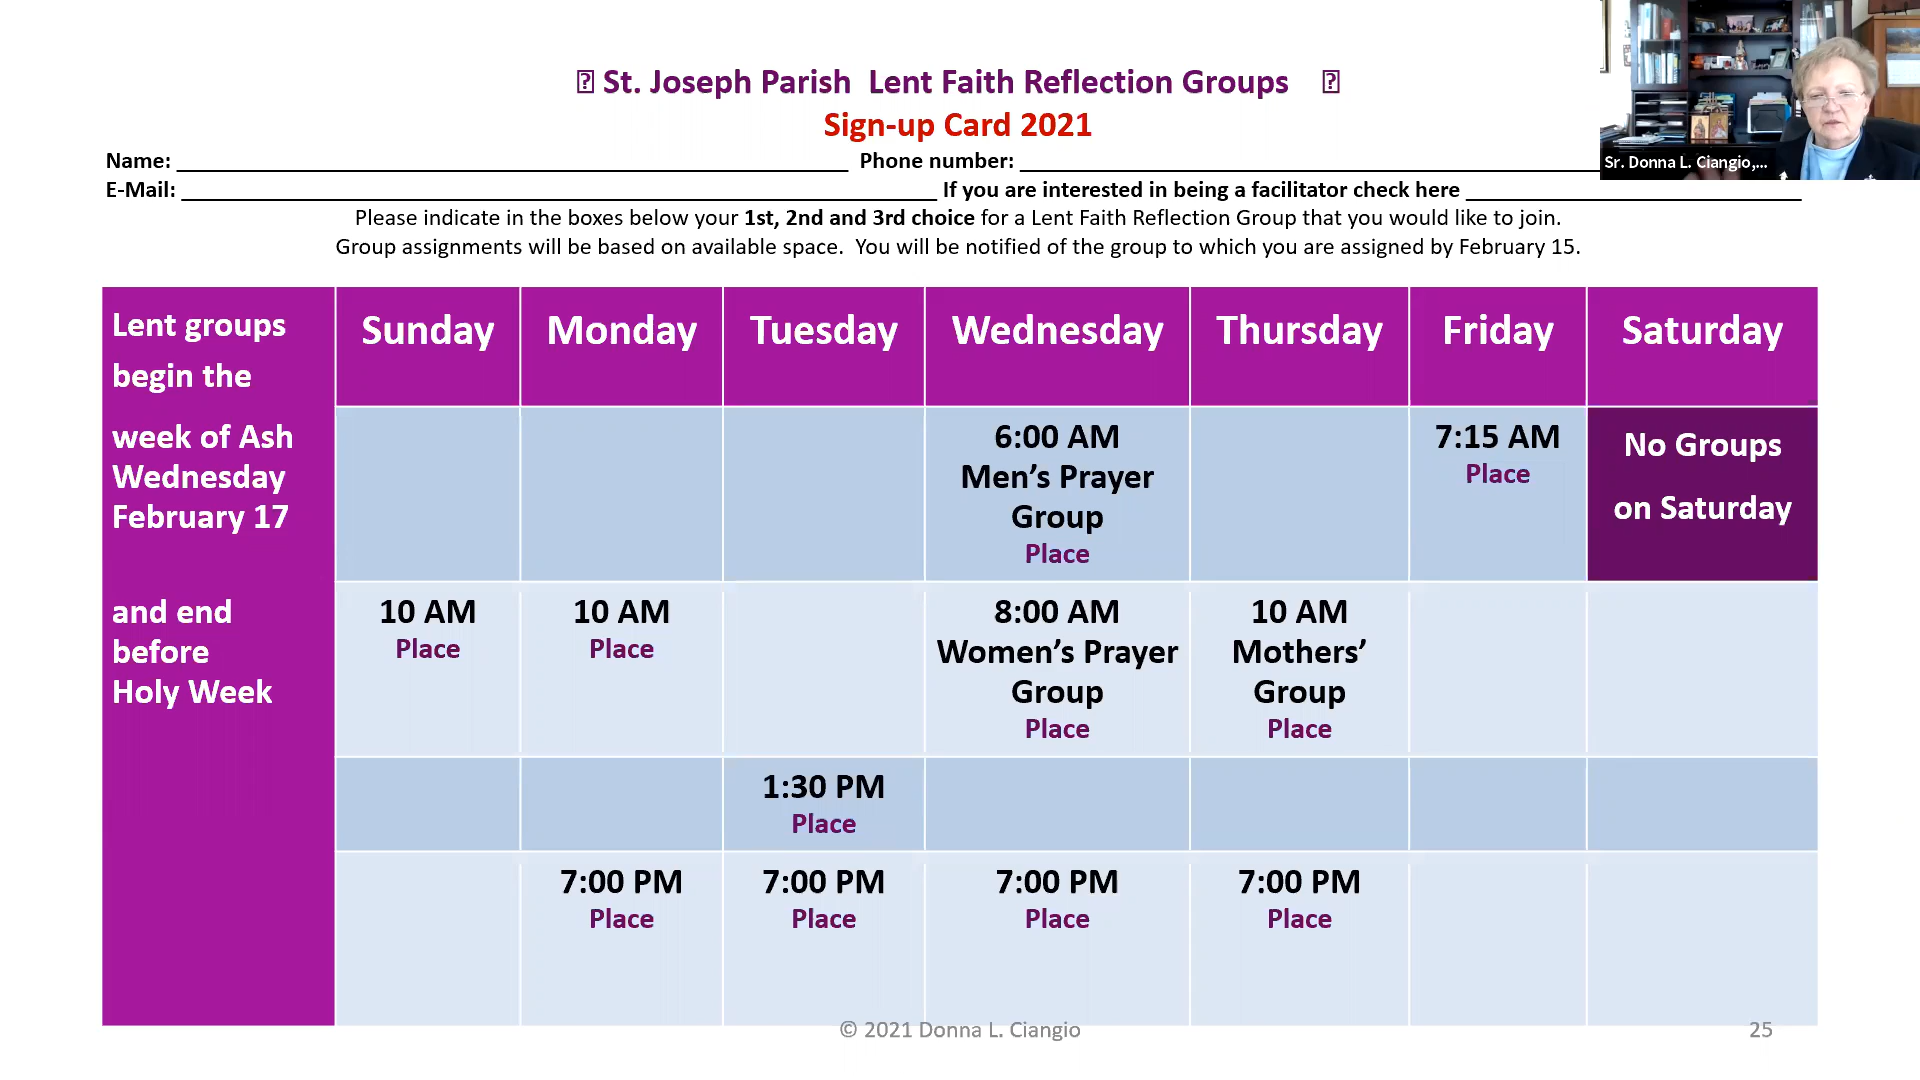 St. Joseph Parish  Lent Faith Reflection Groups
Sign-up Card 2021
Name: ____ Phone number: ____
E-Mail: ____ If you are interested in being a facilitator check here ____
Please indicate in the boxes below your 1st, 2nd and 3rd choice for a Lent Faith Reflection Group that you would like to join.
Group assignments will be based on available space.  You will be notified of the group to which you are assigned by February 15.
Sr. Donna L. Ciangio,...
Lent groups
begin the
Sunday
Monday
Tuesday
Wednesday
Thursday
Friday
Saturday
week of Ash
Wednesday
February 17
6:00 AM
Men’s Prayer
Group
Place
7:15 AM
Place
No Groups
on Saturday
and end
before
Holy Week
10 AM
Place
10 AM
Place
8:00 AM
Women’s Prayer
Group
Place
10 AM
Mothers’
Group
Place
1:30 PM
Place
7:00 PM
Place
7:00 PM
Place
7:00 PM
Place
7:00 PM
Place
© 2021 Donna L. Ciangio
25